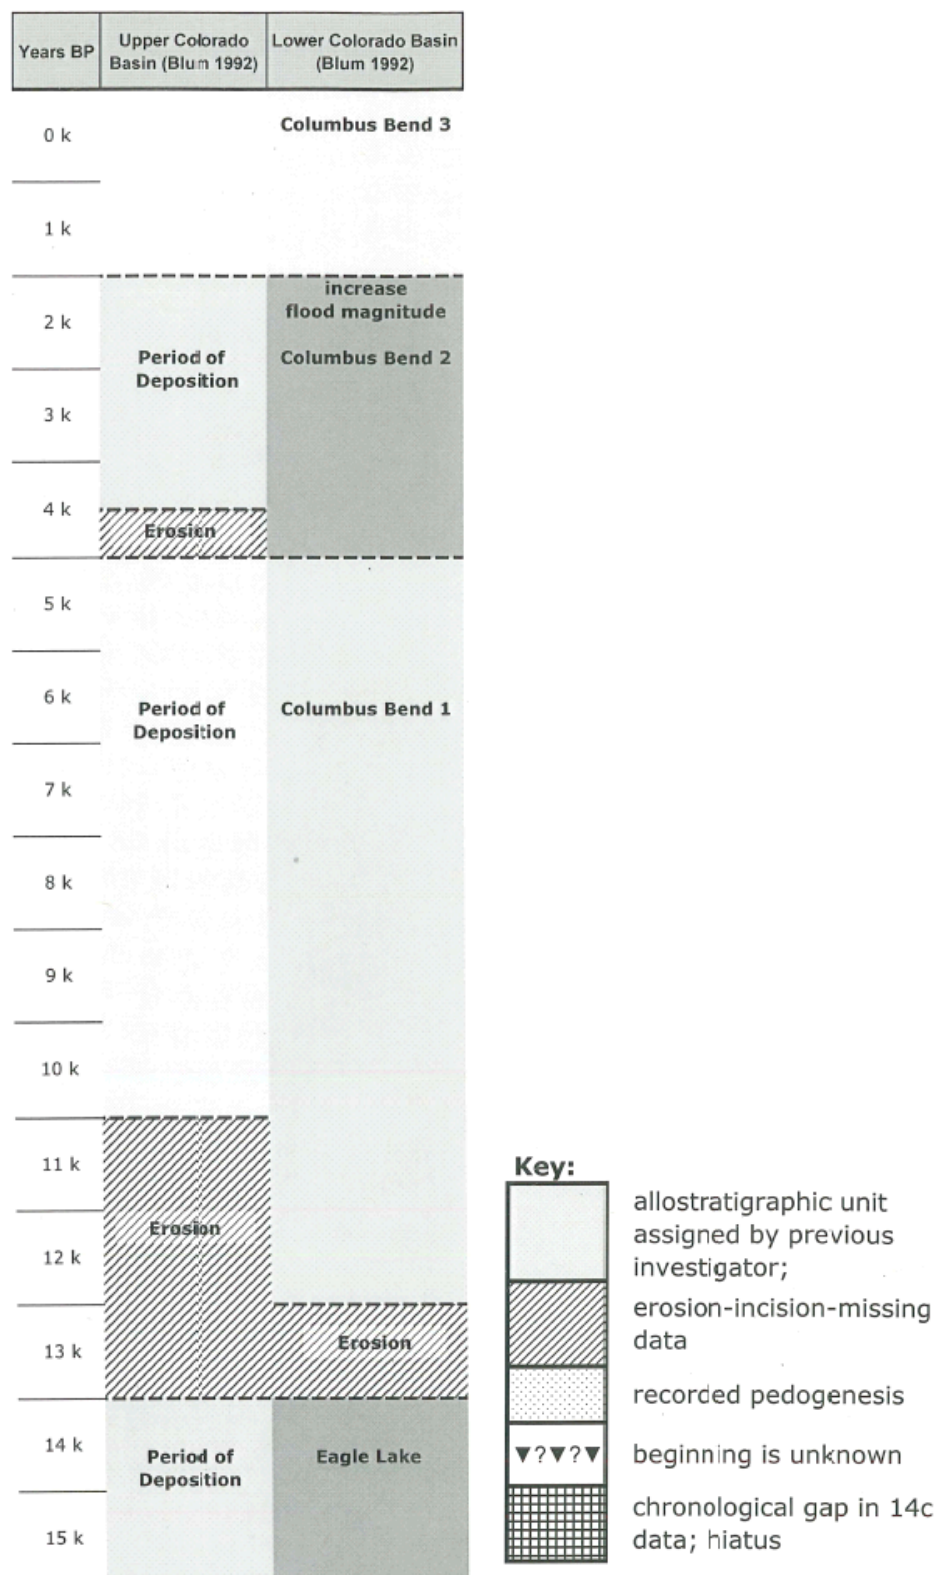 Years BP
Upper Colorado
Basin (Blum 1992)
Lower Colorado Basin
(Blum 1992)
0 k
Columbus Bend 3
1 k
increase
flood magnitude
2 k
Period of
Deposition
Columbus Bend 2
3 k
4 k
Erosion
5 k
6 k
Period of
Deposition
Columbus Bend 1
7 k
8 k
9 k
10 k
11 k
Erosion
12 k
Erosion
13 k
14 k
Period of
Deposition
Eagle Lake
15 k
Key:
allostratigraphic unit
assigned by previous
investigator;
erosion-incision-missing
data
recorded pedogenesis
▼?▼?▼
beginning is unknown
chronological gap in 14c
data; hiatus